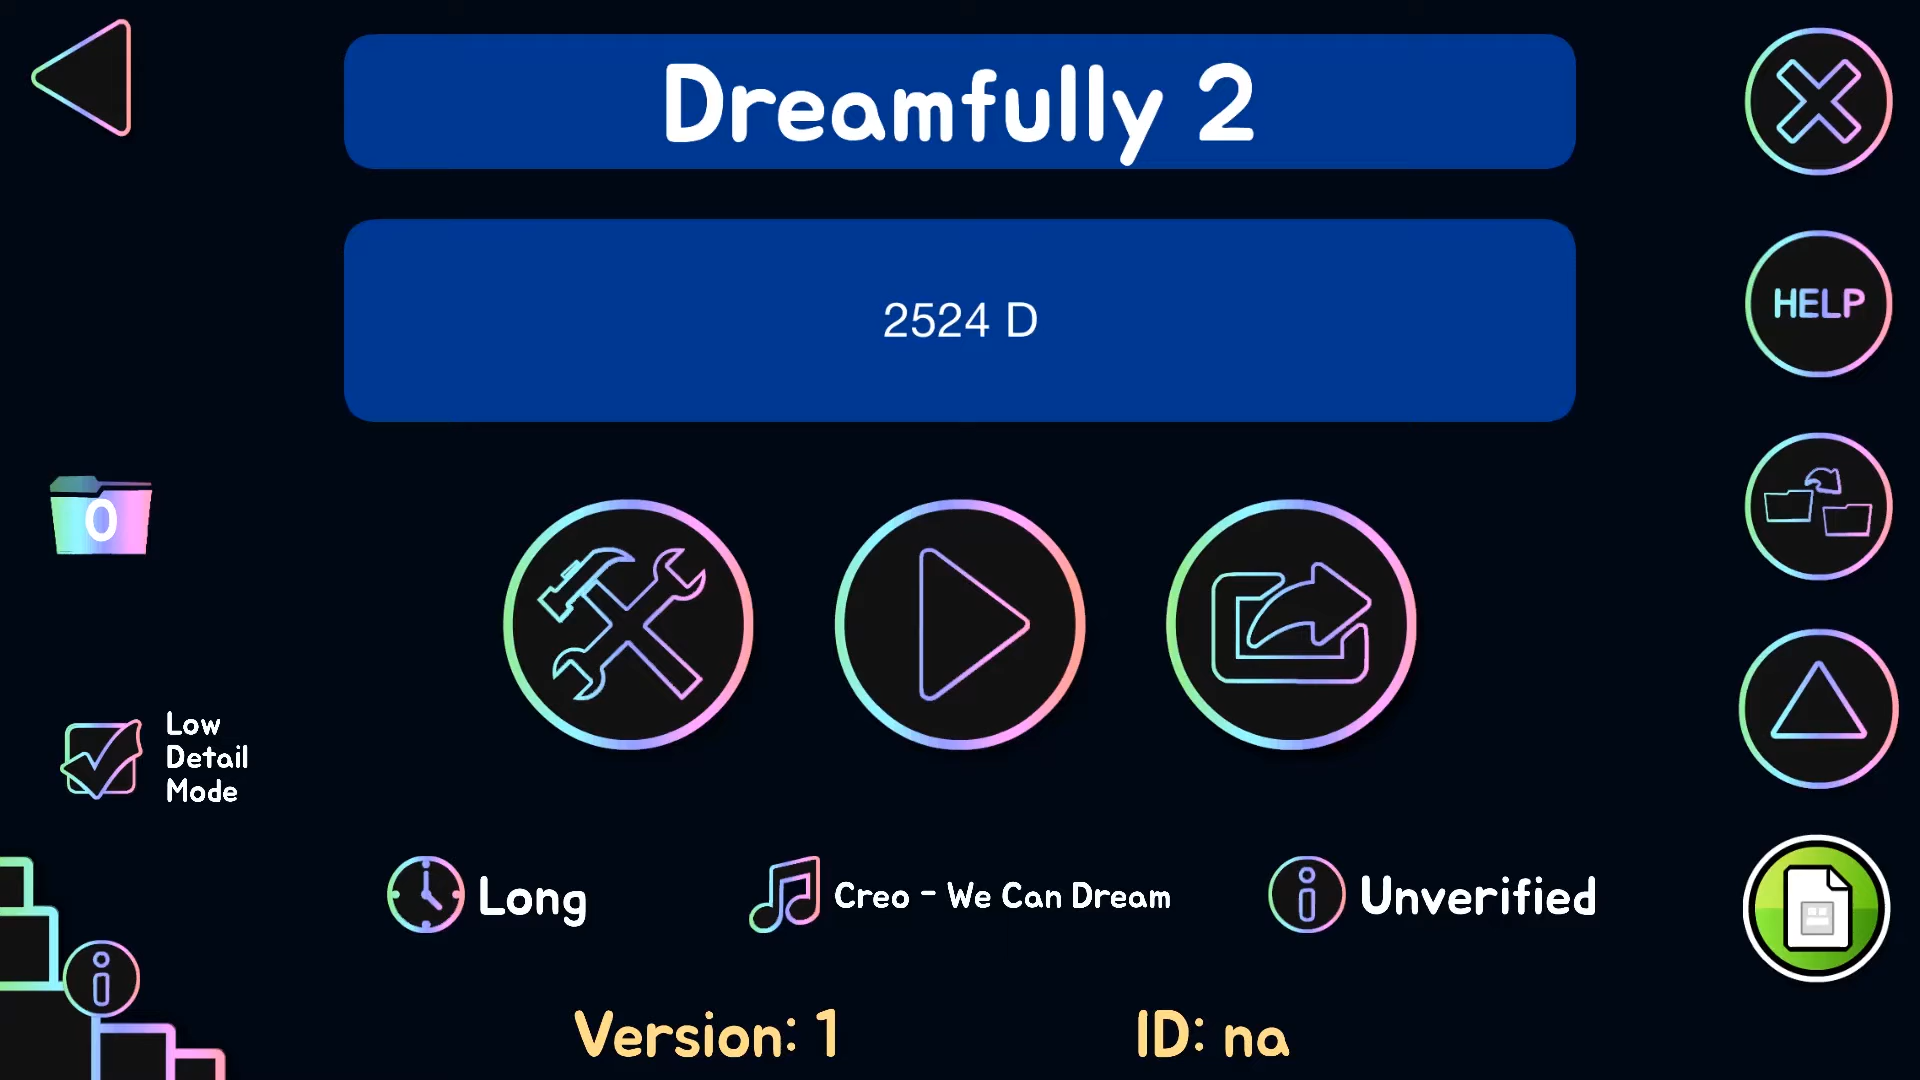 Dreamfully 2
2524 D
HELP
0
Low
Detail
Mode
Long
Creo - We Can Dream
Unverified
Version: 1
ID: na